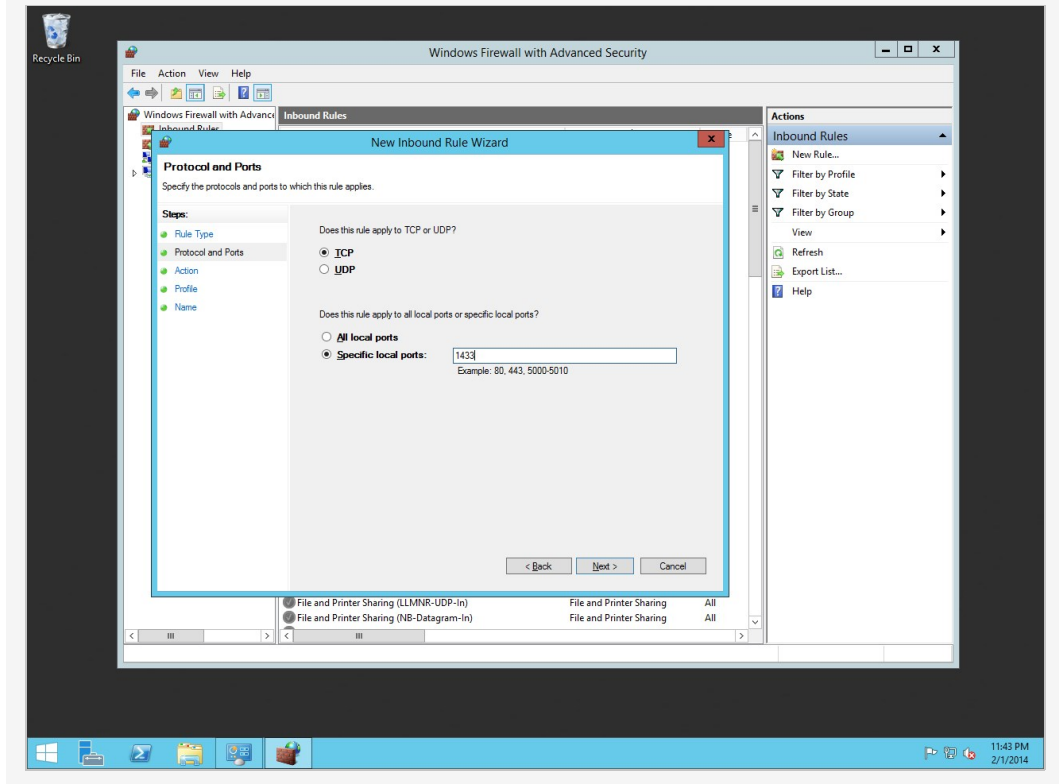 Recycle Bin
Windows Firewall with Advanced Security
File Action View Help
Windows Firewall with Advance
Inbound Rules
Actions
Inbound Rules
Inbound Rules
New Rule...
Filter by Profile
Filter by State
Filter by Group
View
Refresh
Export List...
Help
New Inbound Rule Wizard
Protocol and Ports
Specify the protocols and ports to which this rule applies.
Steps:
Rule Type
Protocol and Ports
Action
Profile
Name
Does this rule apply to TCP or UDP?
TCP
UDP
Does this rule apply to all local ports or specific local ports?
All local ports
Specific local ports: 1433
Example: 80, 443, 5000-5010
< Back Next > Cancel
File and Printer Sharing (LLMNR-UDP-In) File and Printer Sharing All
File and Printer Sharing (NB-Datagram-In) File and Printer Sharing All
11:43 PM
2/1/2014